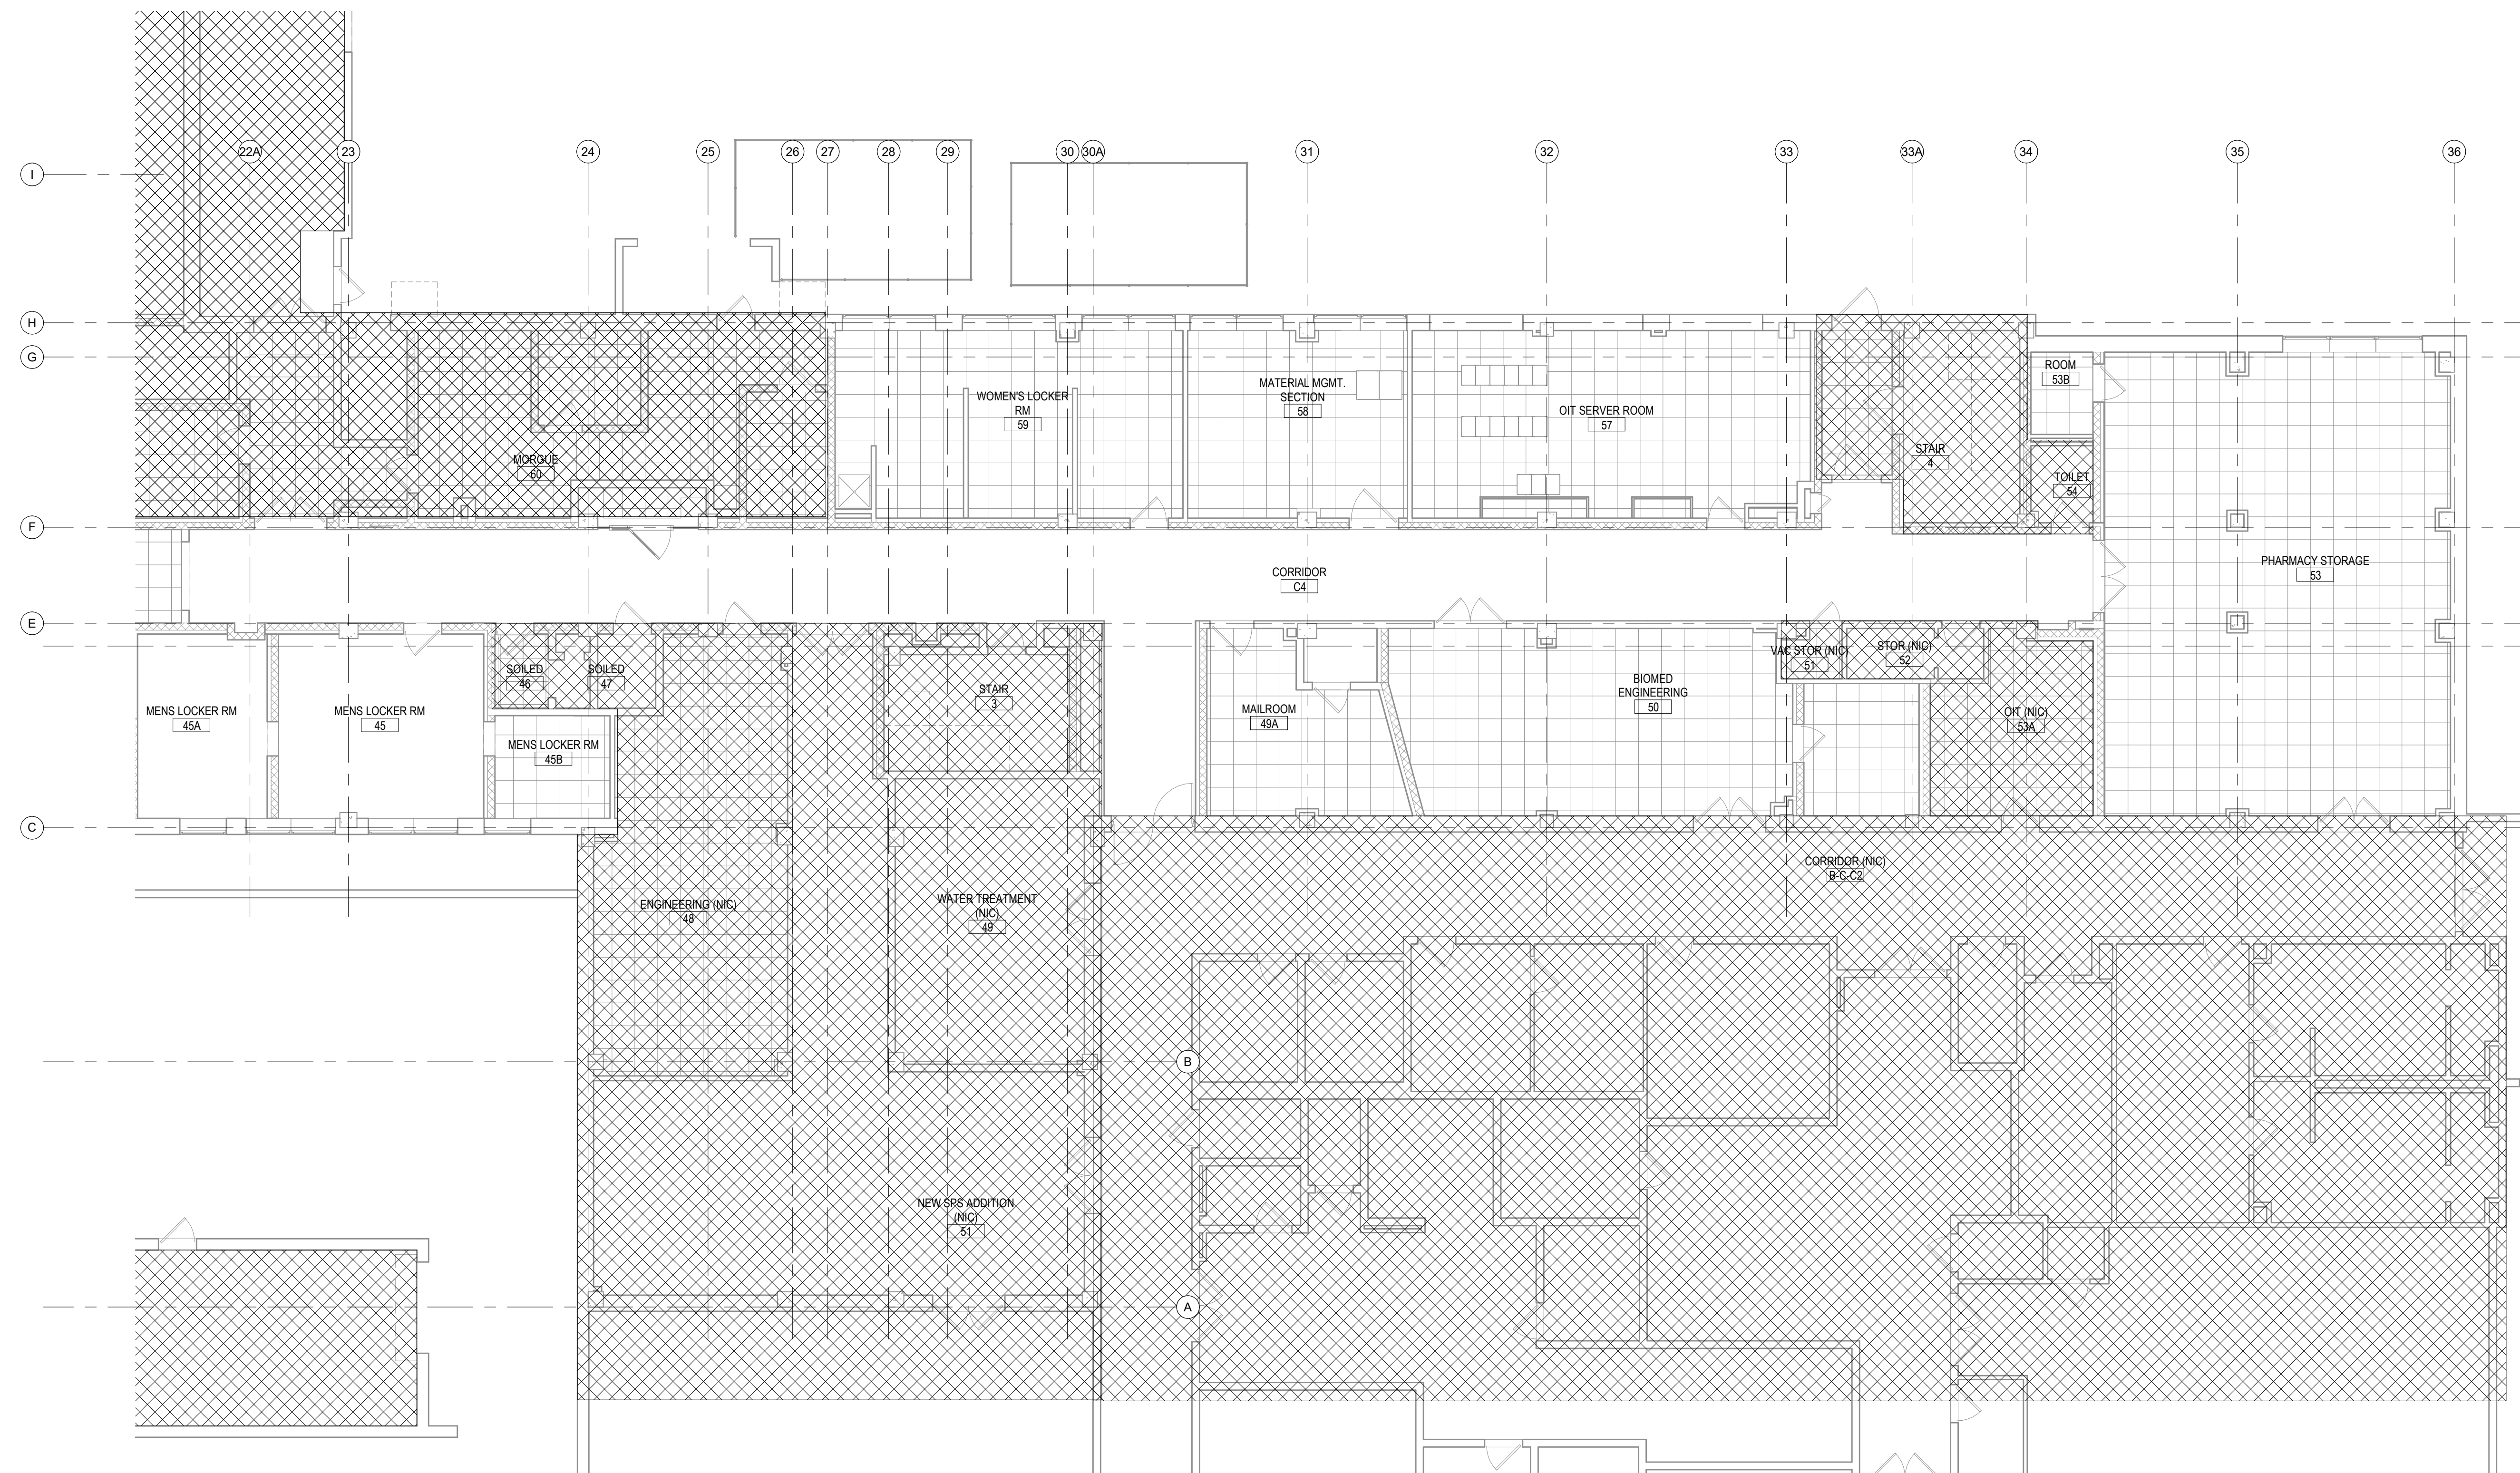 22A
23
24
25
26
27
28
29
30
30A
31
32
33
33A
34
35
36
I
H
G
F
E
C
B
A
ROOM
53B
MATERIAL MGMT.
SECTION
58
WOMEN'S LOCKER
RM
59
OIT SERVER ROOM
57
MORGUE
60
STAIR
4
TOILET
54
PHARMACY STORAGE
53
CORRIDOR
C4
SOILED
46
SOILED
47
STAIR
3
VAC STOR (NIC)
51
STOR (NIC)
52
BIOMED
ENGINEERING
50
MENS LOCKER RM
45A
MENS LOCKER RM
45
MENS LOCKER RM
45B
MAILROOM
49A
OIT (NIC)
53A
CORRIDOR (NIC)
B-C-C2
ENGINEERING (NIC)
48
WATER TREATMENT
(NIC)
49
NEW SPS ADDITION
(NIC)
51